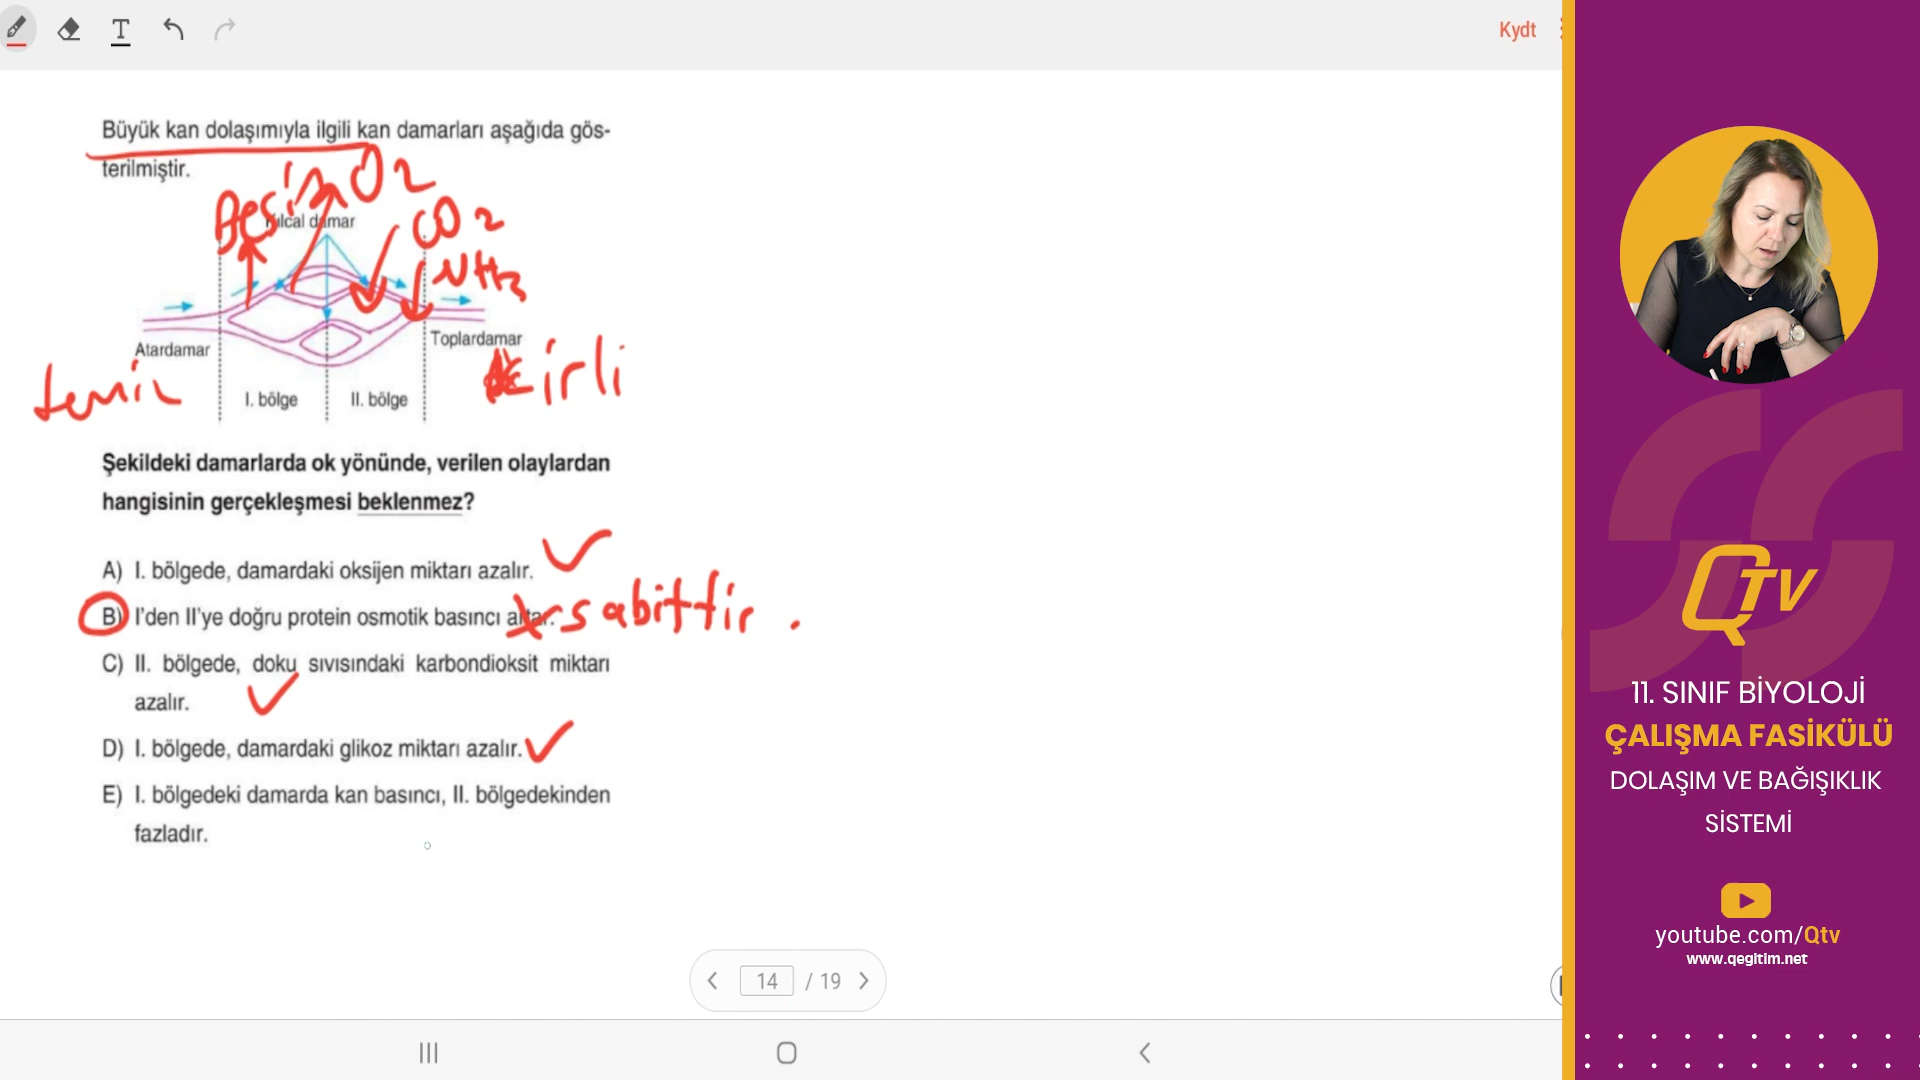 T
Kydt
Büyük kan dolaşımıyla ilgili kan damarları aşağıda gös-
terilmiştir.
Besin O2
Kılcal damar
CO2
NH3
Atardamar
Toplardamar
temiz
kirli
I. bölge
II. bölge
Şekildeki damarlarda ok yönünde, verilen olaylardan
hangisinin gerçekleşmesi beklenmez?
A) I. bölgede, damardaki oksijen miktarı azalır.
B) I'den II'ye doğru protein osmotik basıncı artar. sabittir.
C) II. bölgede, doku sıvısındaki karbondioksit miktarı
azalır.
D) I. bölgede, damardaki glikoz miktarı azalır.
E) I. bölgedeki damarda kan basıncı, II. bölgedekinden
fazladır.
14 / 19
QTV
11. SINIF BİYOLOJİ
ÇALIŞMA FASİKÜLÜ
DOLAŞIM VE BAĞIŞIKLIK
SİSTEMİ
youtube.com/Qtv
www.qegitim.net